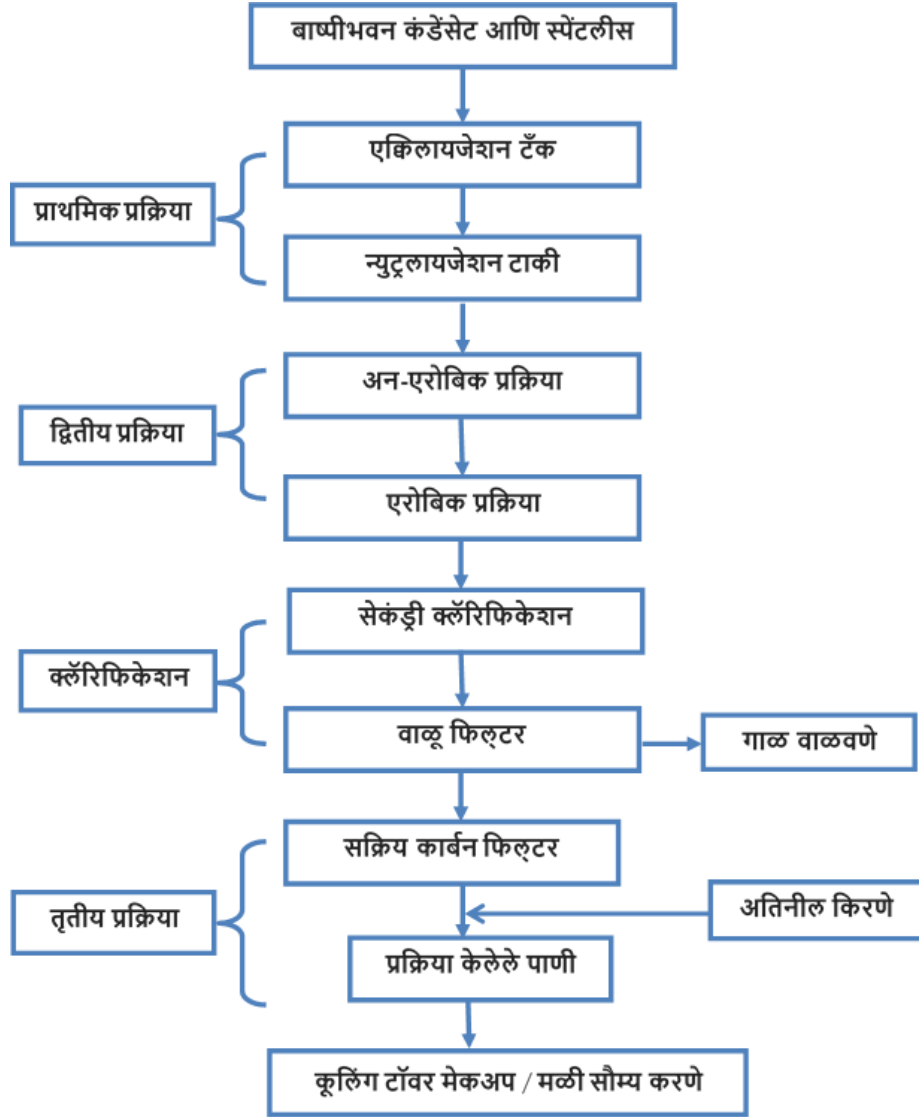 बाष्पीभवन कंडेंसेट आणि स्पेंटलीस
एक्विलायजेशन टँक
प्राथमिक प्रक्रिया
न्युट्रलायजेशन टाकी
अन-एरोबिक प्रक्रिया
द्वितीय प्रक्रिया
एरोबिक प्रक्रिया
सेकंड्री क्लॅरिफिकेशन
क्लॅरिफिकेशन
वाळू फिल्टर
गाळ वाळवणे
सक्रिय कार्बन फिल्टर
अतिनील किरणे
तृतीय प्रक्रिया
प्रक्रिया केलेले पाणी
कूलिंग टॉवर मेकअप / मळी सौम्य करणे